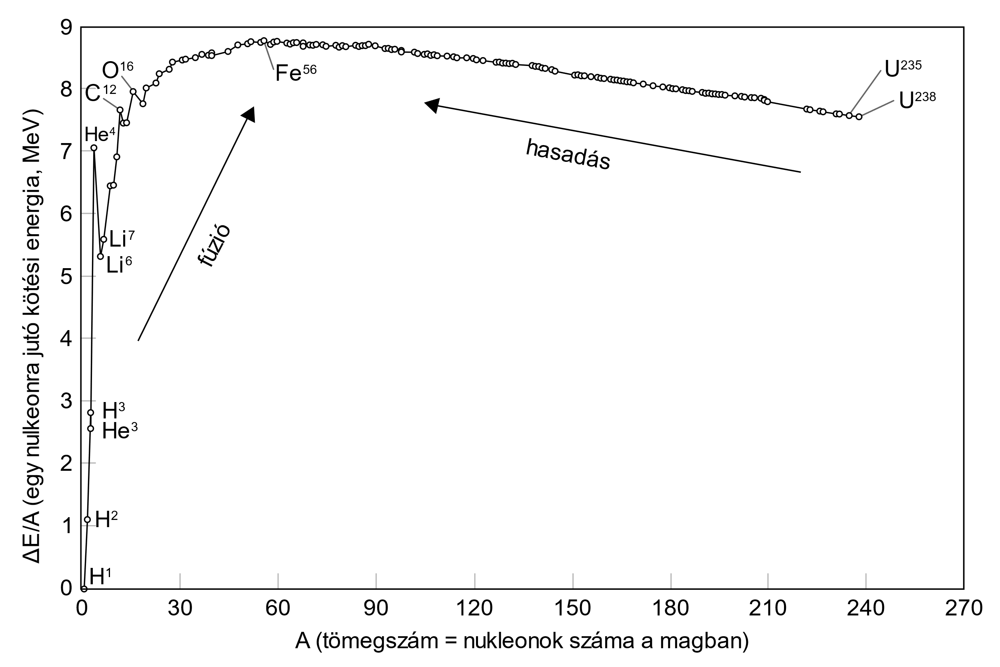 ΔE/A (egy nulkeonra jutó kötési energia, MeV)
9
8
7
6
5
4
3
2
1
0
O¹⁶
C¹²
He⁴
Li⁷
Li⁶
H³
He³
H²
H¹
Fe⁵⁶
U²³⁵
U²³⁸
fúzió
hasadás
0 30 60 90 120 150 180 210 240 270
A (tömegszám = nukleonok száma a magban)